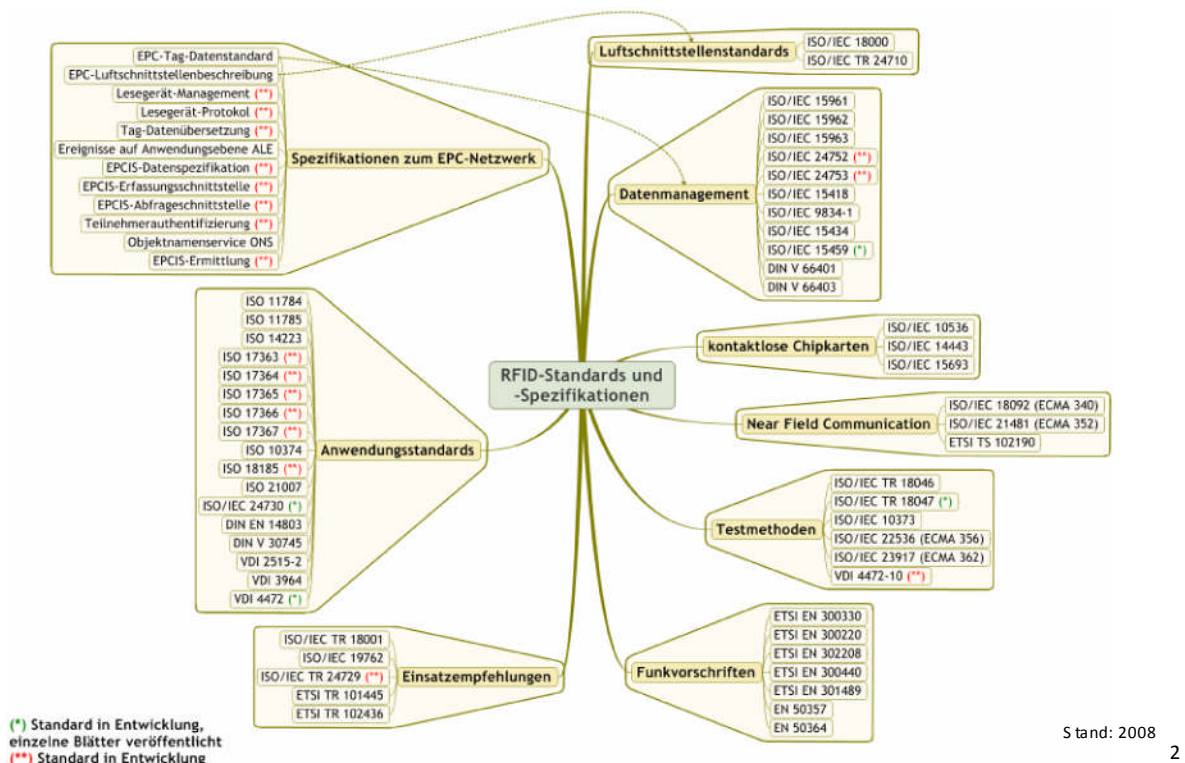 EPC-Tag-Datenstandard
EPC-Luftschnittstellenbeschreibung
Lesegerät-Management (**)
Lesegerät-Protokol (**)
Tag-Datenübersetzung (**)
Ereignisse auf Anwendungsebene ALE
EPCIS-Datenspezifikation (**)
EPCIS-Erfassungsschnittstelle (**)
EPCIS-Abfrageschnittstelle (**)
Teilnehmerauthentifizierung (**)
Objektnamenservice ONS
EPCIS-Ermittlung (**)
Spezifikationen zum EPC-Netzwerk
Luftschnittstellenstandards
ISO/IEC 18000
ISO/IEC TR 24710
Datenmanagement
ISO/IEC 15961
ISO/IEC 15962
ISO/IEC 15963
ISO/IEC 24752 (**)
ISO/IEC 24753 (**)
ISO/IEC 15418
ISO/IEC 9834-1
ISO/IEC 15434
ISO/IEC 15459 (*)
DIN V 66401
DIN V 66403
RFID-Standards und
-Spezifikationen
kontaktlose Chipkarten
ISO/IEC 10536
ISO/IEC 14443
ISO/IEC 15693
Near Field Communication
ISO/IEC 18092 (ECMA 340)
ISO/IEC 21481 (ECMA 352)
ETSI TS 102190
ISO 11784
ISO 11785
ISO 14223
ISO 17363 (**)
ISO 17364 (**)
ISO 17365 (**)
ISO 17366 (**)
ISO 17367 (**)
ISO 10374
ISO 18185 (**)
ISO 21007
ISO/IEC 24730 (*)
DIN EN 14803
DIN V 30745
VDI 2515-2
VDI 3964
VDI 4472 (*)
Anwendungsstandards
Testmethoden
ISO/IEC TR 18046
ISO/IEC TR 18047 (*)
ISO/IEC 10373
ISO/IEC 22536 (ECMA 356)
ISO/IEC 23917 (ECMA 362)
VDI 4472-10 (**)
ISO/IEC TR 18001
ISO/IEC 19762
ISO/IEC TR 24729 (**)
ETSI TR 101445
ETSI TR 102436
Einsatzempfehlungen
Funkvorschriften
ETSI EN 300330
ETSI EN 300220
ETSI EN 302208
ETSI EN 300440
ETSI EN 301489
EN 50357
EN 50364
(*) Standard in Entwicklung,
einzelne Blätter veröffentlicht
(**) Standard in Entwicklung
Stand: 2008
2